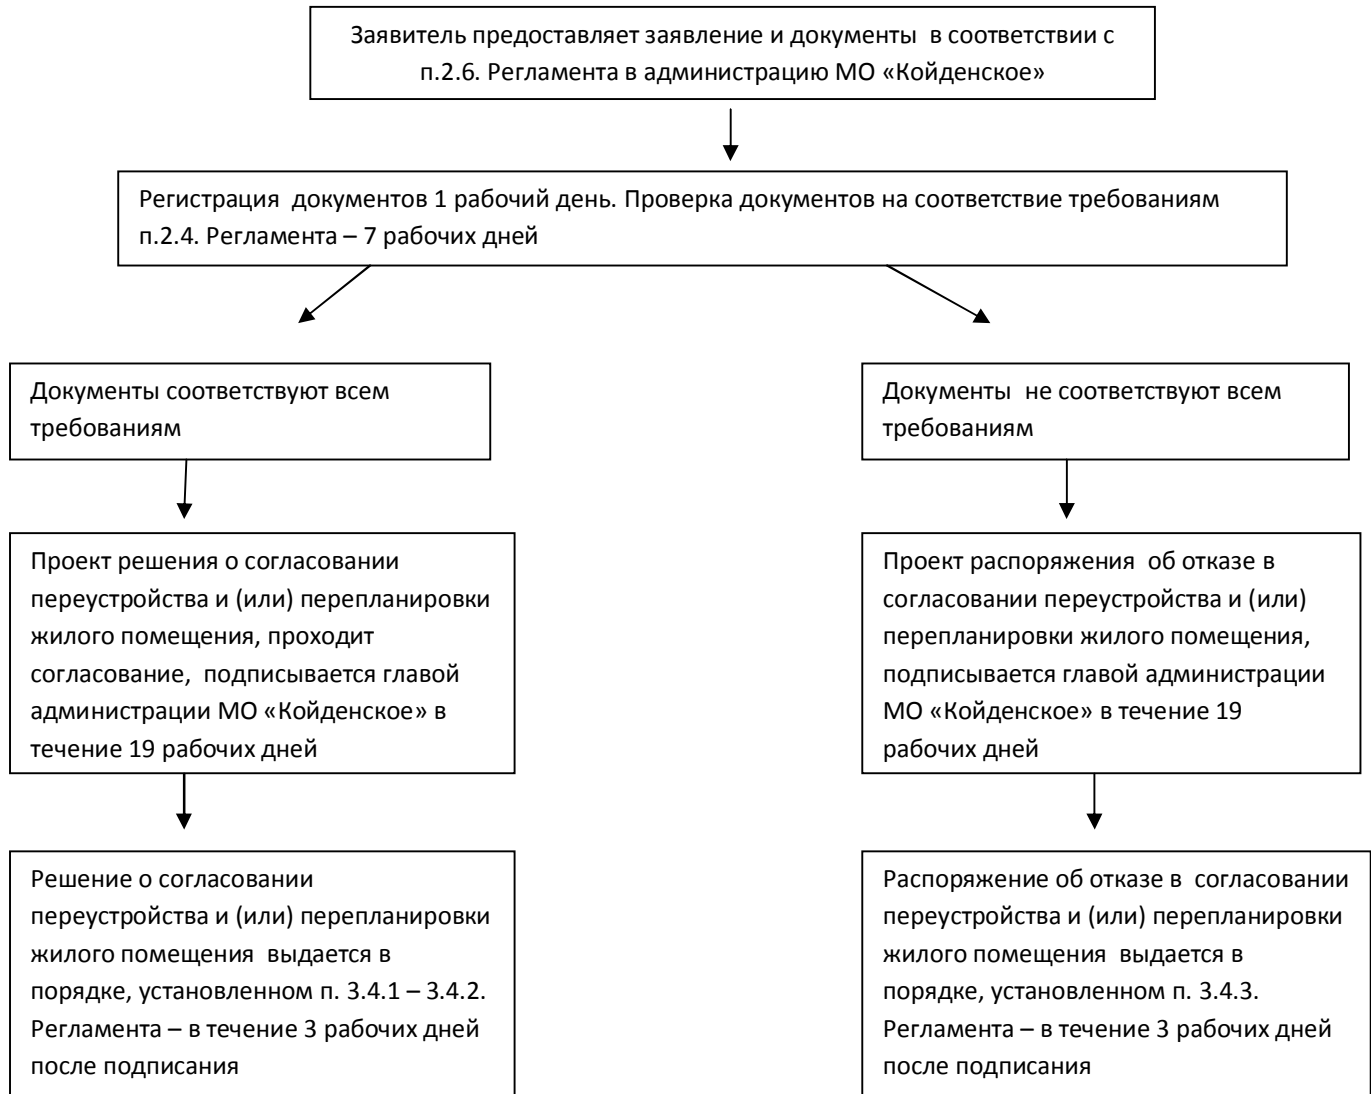 Заявитель предоставляет заявление и документы в соответствии с
п.2.6. Регламента в администрацию МО «Койденское»
Регистрация документов 1 рабочий день. Проверка документов на соответствие требованиям
п.2.4. Регламента – 7 рабочих дней
Документы соответствуют всем
требованиям
Документы не соответствуют всем
требованиям
Проект решения о согласовании
переустройства и (или) перепланировки
жилого помещения, проходит
согласование, подписывается главой
администрации МО «Койденское» в
течение 19 рабочих дней
Проект распоряжения об отказе в
согласовании переустройства и (или)
перепланировки жилого помещения,
подписывается главой администрации
МО «Койденское» в течение 19
рабочих дней
Решение о согласовании
переустройства и (или) перепланировки
жилого помещения выдается в
порядке, установленном п. 3.4.1 – 3.4.2.
Регламента – в течение 3 рабочих дней
после подписания
Распоряжение об отказе в согласовании
переустройства и (или) перепланировки
жилого помещения выдается в
порядке, установленном п. 3.4.3.
Регламента – в течение 3 рабочих дней
после подписания